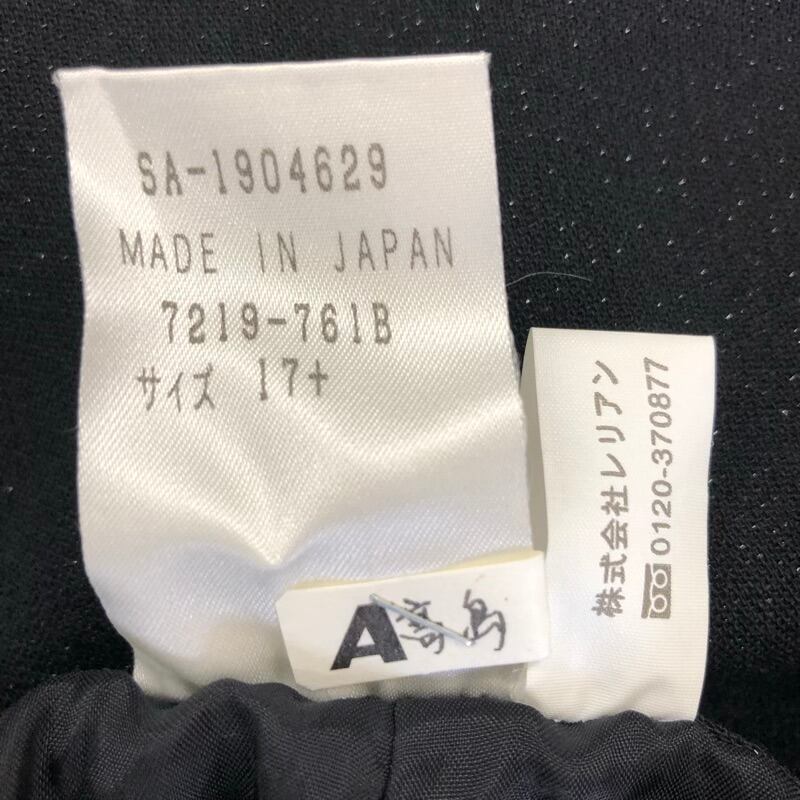 SA-1904629
MADE IN JAPAN
7219-761B
サイズ 17+
A
株式会社レリアン
0120-370877